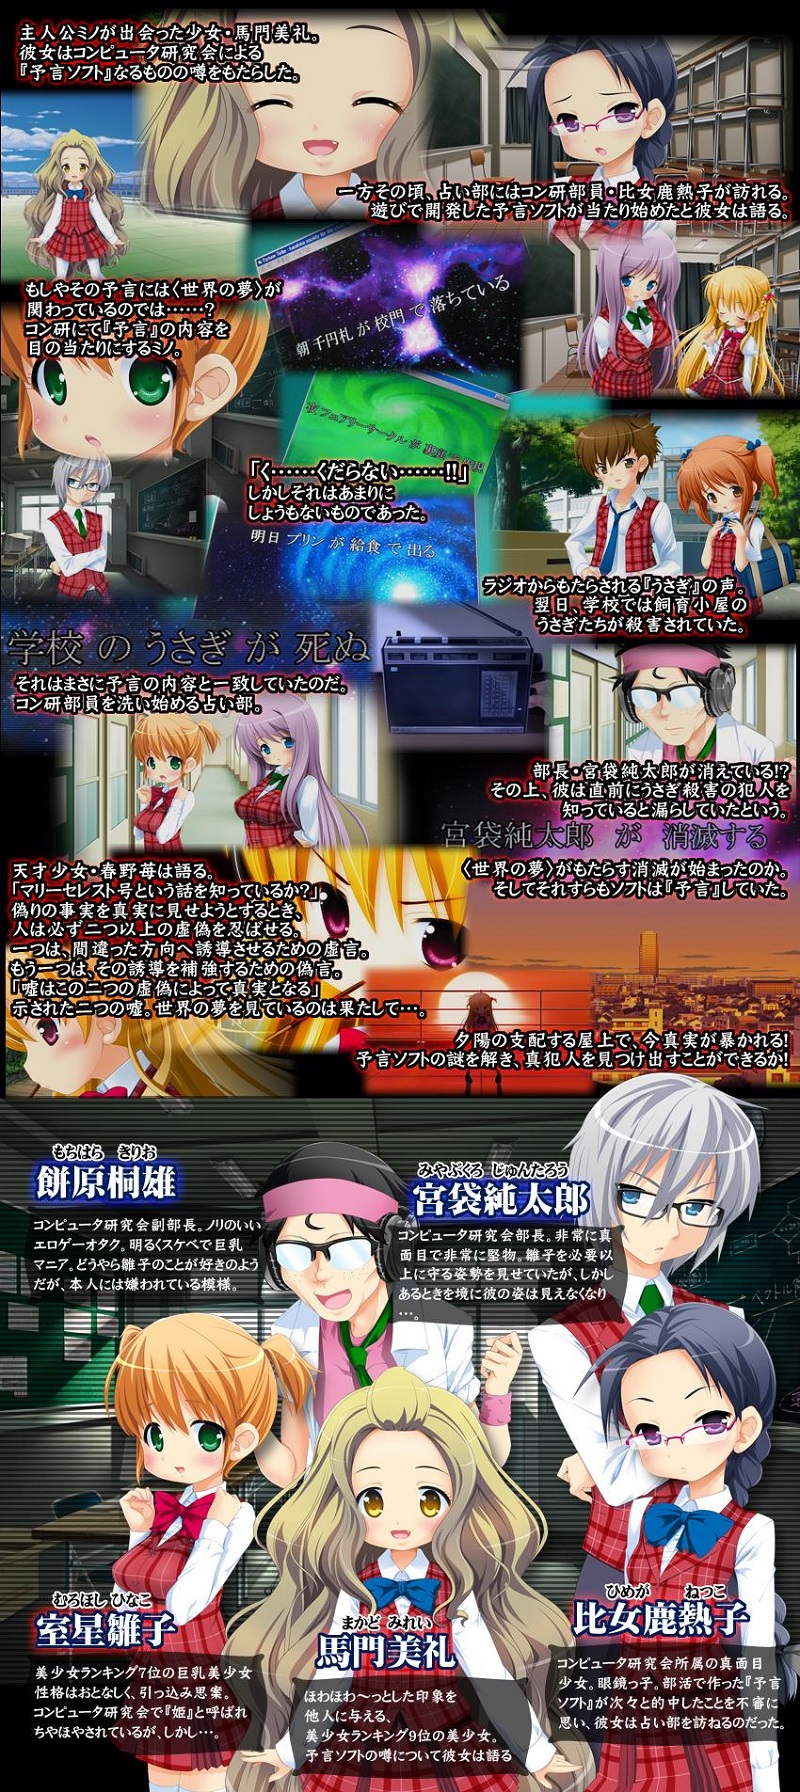 主人公ミノが出会った少女・馬門美礼。
彼女はコンピュータ研究会による
『予言ソフト』なるものの噂をもたらした。
一方その頃、占い部にはコン研部員・比女鹿熱子が訪れる。
遊びで開発した予言ソフトが当たり始めたと彼女は語る。
もしやその予言には〈世界の夢〉が
関わっているのでは……？
コン研にて『予言』の内容を
目の当たりにするミノ。
朝 千円札 が 校門 で 落ちている
夜 フェアリーサークル が 裏庭 で
「く……くだらない……!!」
しかしそれはあまりに
しょうもないものであった。
明日 プリン が 給食 で 出る
ラジオからもたらされる『うさぎ』の声。
翌日、学校では飼育小屋の
うさぎたちが殺害されていた。
学校 の うさぎ が 死ぬ
それはまさに予言の内容と一致していたのだ。
コン研部員を洗い始める占い部。
部長・宮袋純太郎が消えている!?
その上、彼は直前にうさぎ殺害の犯人を
知っていると漏らしていたという。
宮袋純太郎 が 消滅する
〈世界の夢〉がもたらす消滅が始まったのか。
そしてそれすらもソフトは『予言』していた。
天才少女・春野苺は語る。
「マリーセレスト号という話を知っているか？」
偽りの事実を真実に見せようとするとき、
人は必ず二つ以上の虚偽を忍ばせる。
一つは、間違った方向へ誘導させるための虚言。
もう一つは、その誘導を補強するための偽言。
「嘘はこの二つの虚偽によって真実となる」
示された二つの嘘。世界の夢を見ているのは果たして…。
夕陽の支配する屋上で、今真実が暴かれる!
予言ソフトの謎を解き、真犯人を見つけ出すことができるか!
もちはら きりお
餅原桐雄
コンピュータ研究会副部長。ノリのいい
エロゲーオタク。明るくスケベで巨乳
マニア。どうやら雛子のことが好きのよう
だが、本人には嫌われている模様。
みやぶくろ じゅんたろう
宮袋純太郎
コンピュータ研究会部長。非常に真
面目で非常に堅物。雛子を必要以
上に守る姿勢を見せていたが、しかし
あるときを境に彼の姿は見えなくなり
…。
むろほし ひなこ
室星雛子
美少女ランキング7位の巨乳美少女
性格はおとなしく、引っ込み思案。
コンピュータ研究会で『姫』と呼ばれ
ちやほやされているが、しかし…。
まかど みれい
馬門美礼
ほわほわ～っとした印象を
他人に与える、
美少女ランキング9位の美少女。
予言ソフトの噂について彼女は語る
ひめが ねつこ
比女鹿熱子
コンピュータ研究会所属の真面目
少女。眼鏡っ子。部活で作った『予言
ソフト』が次々と的中したことを不審に
思い、彼女は占い部を訪ねるのだった。